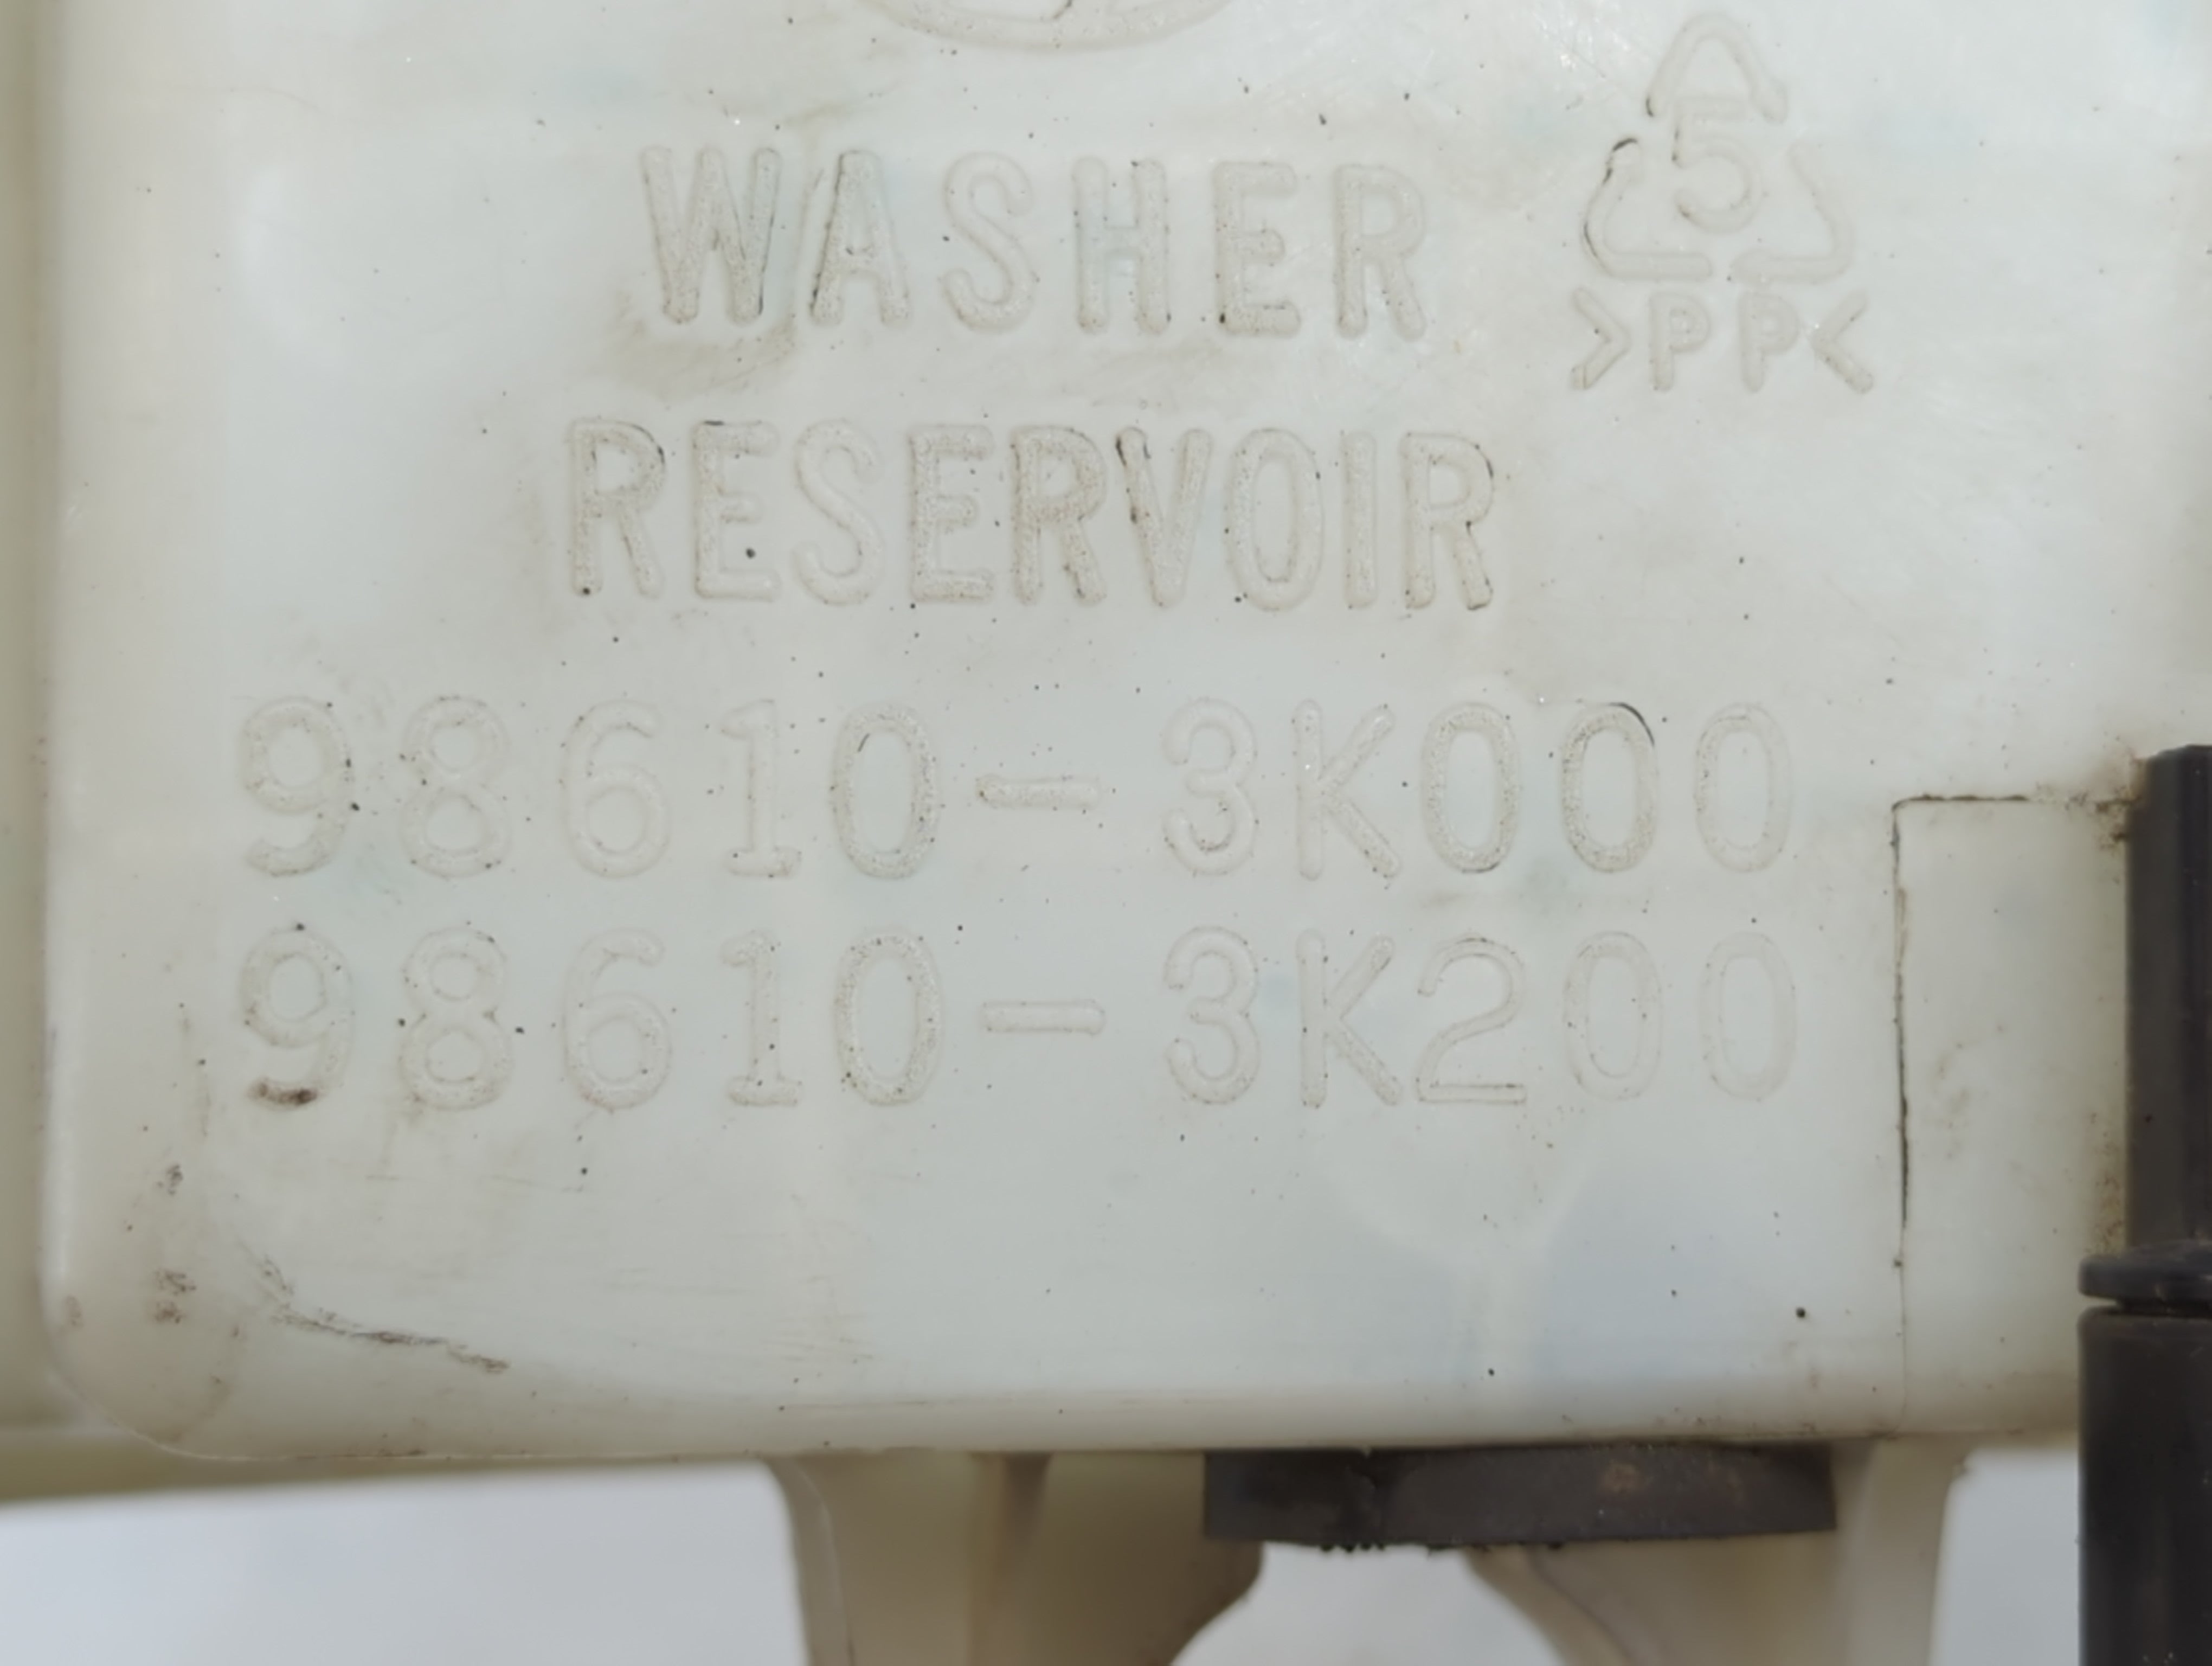 WASHER
5
>PP<
RESERVOIR
98610-3K000
98610-3K200